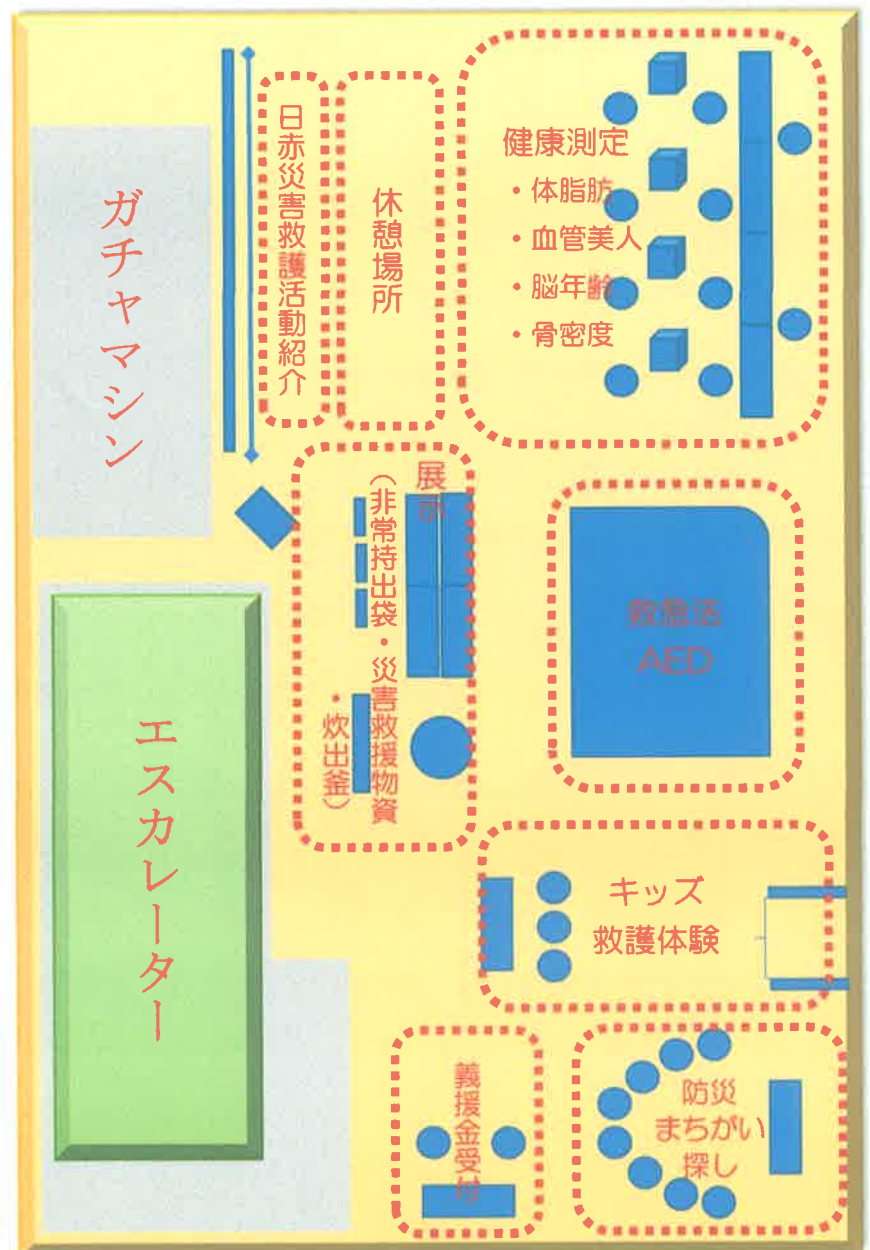 健康測定
・体脂肪
・血管美人
・脳年齢
・骨密度
休憩場所
日赤災害救護活動紹介
ガチャマシン
展示
（非常持出袋・災害救援物資
・炊出釜）
救急法
AED
エスカレーター
キッズ
救護体験
義援金受付
防災
まちがい
探し